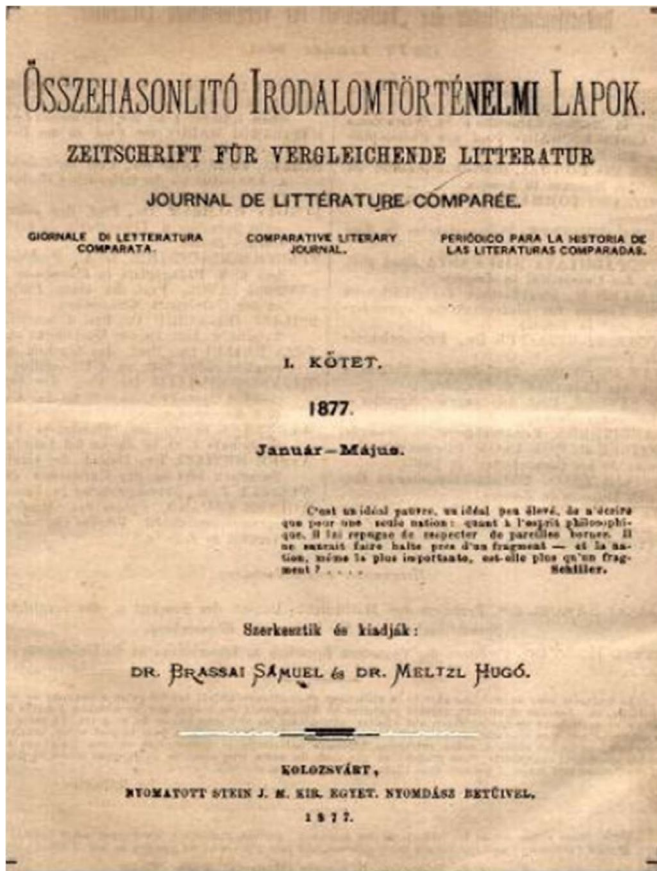 ÖSSZEHASONLITÓ IRODALOMTÖRTÉNELMI LAPOK.
ZEITSCHRIFT FÜR VERGLEICHENDE LITTERATUR
JOURNAL DE LITTÉRATURE COMPARÉE.
GIORNALE DI LETTERATURA
COMPARATA.
COMPARATIVE LITERARY
JOURNAL.
PERIÓDICO PARA LA HISTORIA DE
LAS LITERATURAS COMPARADAS.
I. KÖTET.
1877.
Január—Május.
C'est un idéal pauvre, un idéal peu élevé, de n'écrire
que pour une seule nation: quant à l'esprit philosophi-
que, il lui repugne de respecter de pareilles bornes. Il
ne saurait faire halte pres d'un fragment — et la na-
tion, même la plus importante, est-elle plus qu'un frag-
ment ? . . . . Schiller.
Szerkesztik és kiadják :
DR. BRASSAI SÁMUEL és DR. MELTZL HUGÓ.
KOLOZSVÁRT,
NYOMATOTT STEIN J. M. KIR. EGYET. NYOMDÁSZ BETŰIVEL.
1877.